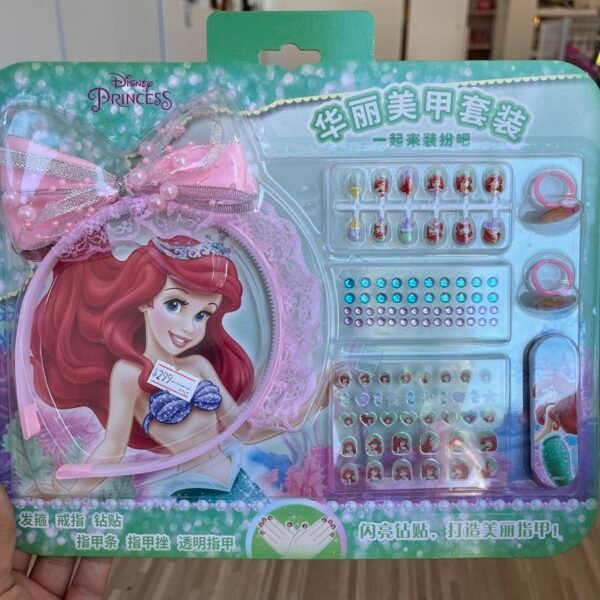 Disney
PRINCESS
华丽美甲套装
一起来装扮吧
299
发箍 戒指 钻贴
指甲条 指甲挫 透明指甲
闪亮钻贴,打造美丽指甲!